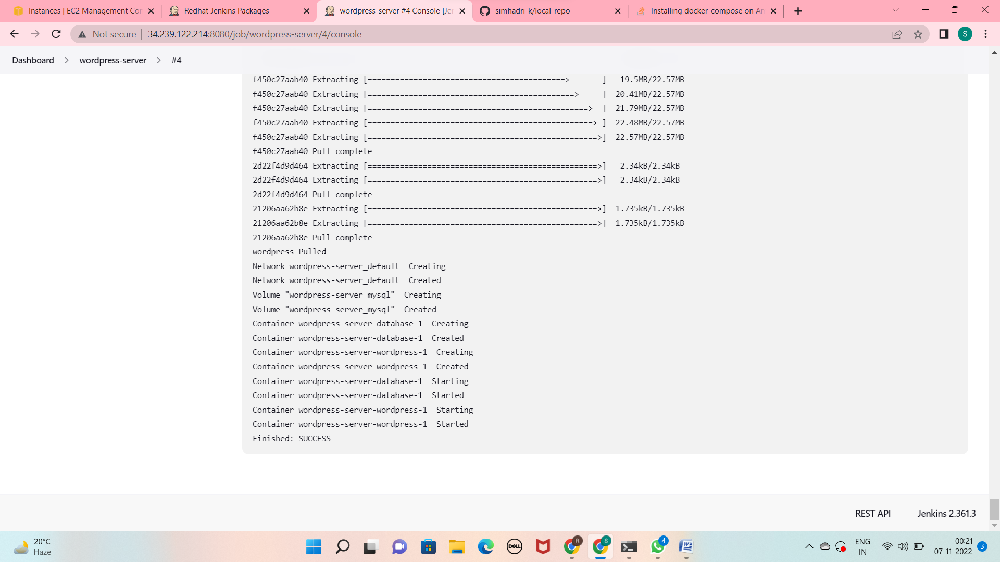 Instances | EC2 Management Con
Redhat Jenkins Packages
wordpress-server #4 Console [Je
simhadri-k/local-repo
Installing docker-compose on Am
Not secure
34.239.122.214:8080/job/wordpress-server/4/console
S
Dashboard
wordpress-server
#4
f450c27aab40 Extracting [===========================================>       ]   19.5MB/22.57MB
f450c27aab40 Extracting [=============================================>     ]  20.41MB/22.57MB
f450c27aab40 Extracting [================================================>  ]  21.79MB/22.57MB
f450c27aab40 Extracting [=================================================> ]  22.48MB/22.57MB
f450c27aab40 Extracting [==================================================>]  22.57MB/22.57MB
f450c27aab40 Pull complete
2d22f4d9d464 Extracting [==================================================>]   2.34kB/2.34kB
2d22f4d9d464 Extracting [==================================================>]   2.34kB/2.34kB
2d22f4d9d464 Pull complete
21206aa62b8e Extracting [==================================================>]  1.735kB/1.735kB
21206aa62b8e Extracting [==================================================>]  1.735kB/1.735kB
21206aa62b8e Pull complete
wordpress Pulled
Network wordpress-server_default  Creating
Network wordpress-server_default  Created
Volume "wordpress-server_mysql"  Creating
Volume "wordpress-server_mysql"  Created
Container wordpress-server-database-1  Creating
Container wordpress-server-database-1  Created
Container wordpress-server-wordpress-1  Creating
Container wordpress-server-wordpress-1  Created
Container wordpress-server-database-1  Starting
Container wordpress-server-database-1  Started
Container wordpress-server-wordpress-1  Starting
Container wordpress-server-wordpress-1  Started
Finished: SUCCESS
REST API
Jenkins 2.361.3
20°C
Haze
DELL
R
S
4
ENG
IN
00:21
07-11-2022
3